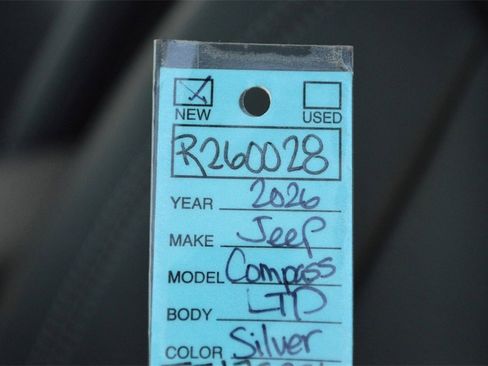 NEW USED
R260028
YEAR 2026
MAKE Jeep
MODEL Compass
BODY LTD
COLOR Silver